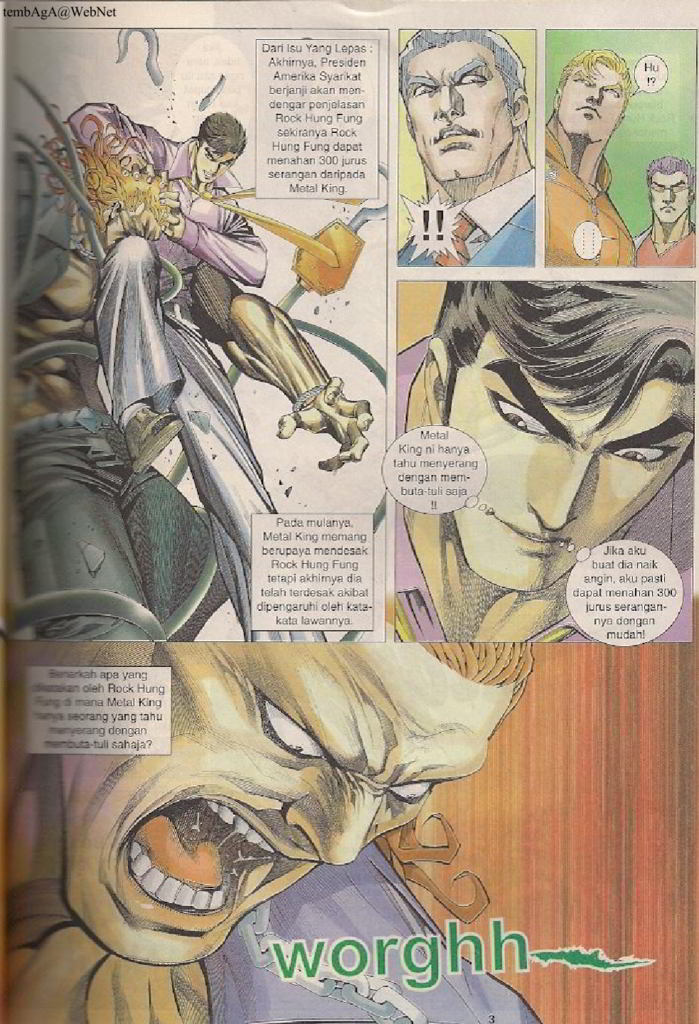 tembAgA@WebNet
Dari Isu Yang Lepas :
Akhirnya, Presiden
Amerika Syarikat
berjanji akan men-
dengar penjelasan
Rock Hung Fung
sekiranya Rock
Hung Fung dapat
menahan 300 jurus
serangan daripada
Metal King.
!!
Hu
!?
Pada mulanya,
Metal King memang
berupaya mendesak
Rock Hung Fung
tetapi akhirnya dia
telah terdesak akibat
dipengaruhi oleh kata-
kata lawannya.
Metal
King ni hanya
tahu menyerang
dengan mem-
buta-tuli saja
!!
Jika aku
buat dia naik
angin, aku pasti
dapat menahan 300
jurus serangan-
nya dengan
mudah!
Benarkah apa yang
dikatakan oleh Rock Hung
Fung di mana Metal King
hanya seorang yang tahu
menyerang dengan
membuta-tuli sahaja?
worghh
3